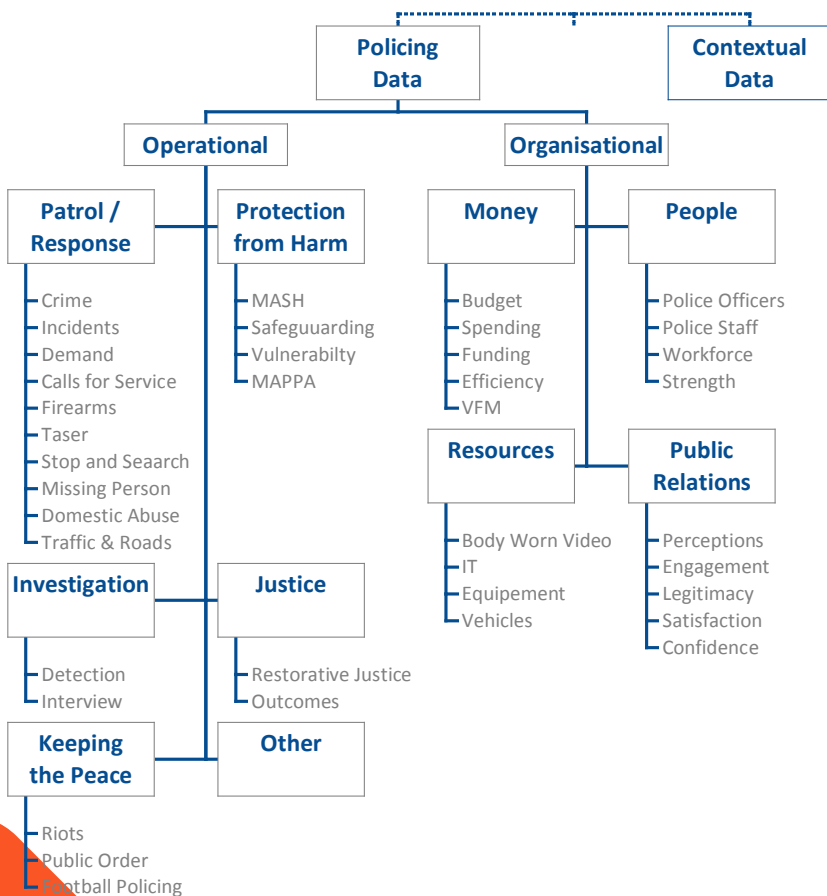 Policing
Data
Contextual
Data
Operational
Organisational
Patrol /
Response
Crime
Incidents
Demand
Calls for Service
Firearms
Taser
Stop and Seaarch
Missing Person
Domestic Abuse
Traffic & Roads
Protection
from Harm
MASH
Safeguuarding
Vulnerabilty
MAPPA
Investigation
Detection
Interview
Justice
Restorative Justice
Outcomes
Keeping
the Peace
Riots
Public Order
Football Policing
Other
Money
Budget
Spending
Funding
Efficiency
VFM
People
Police Officers
Police Staff
Workforce
Strength
Resources
Body Worn Video
IT
Equipement
Vehicles
Public
Relations
Perceptions
Engagement
Legitimacy
Satisfaction
Confidence